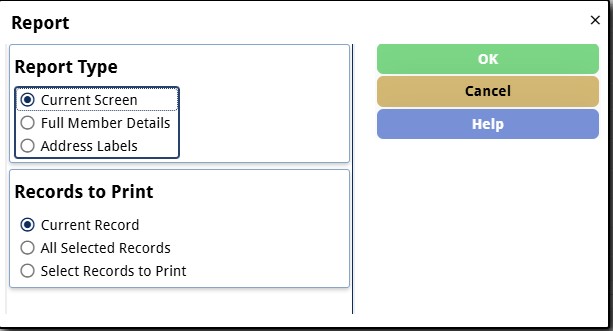 Report
×
Report Type
Current Screen
Full Member Details
Address Labels
Records to Print
Current Record
All Selected Records
Select Records to Print
OK
Cancel
Help